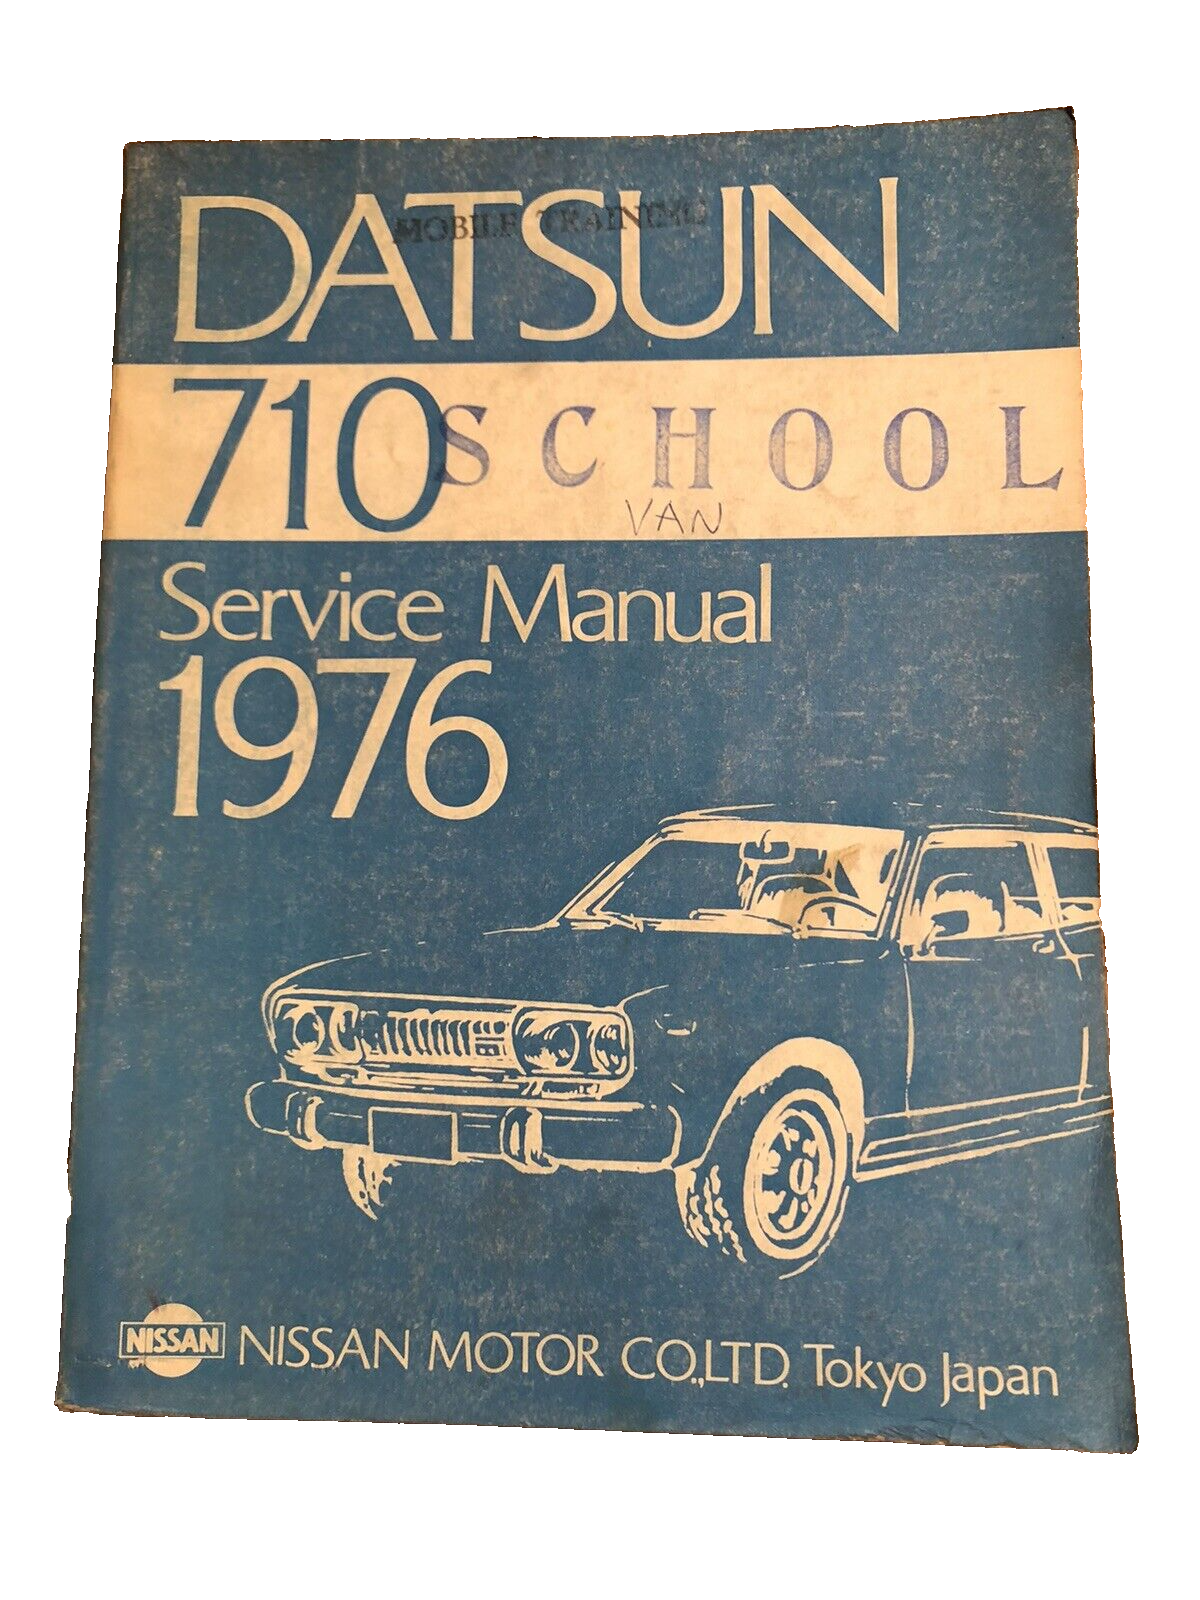 DATSUN
MOBILE TRAINING
710 SCHOOL
VAN
Service Manual
1976
NISSAN NISSAN MOTOR CO.,LTD. Tokyo Japan